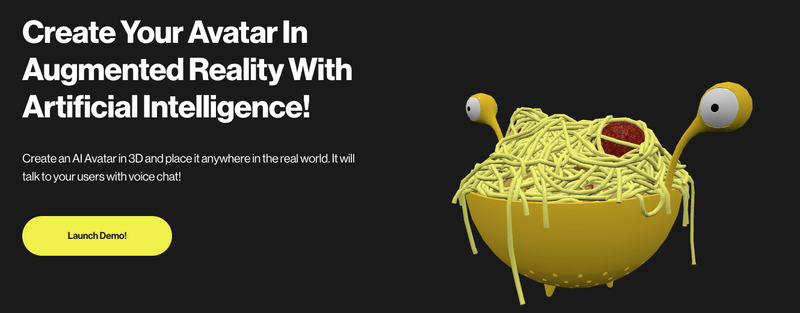 Create Your Avatar In
Augmented Reality With
Artificial Intelligence!
Create an AI Avatar in 3D and place it anywhere in the real world. It will
talk to your users with voice chat!
Launch Demo!